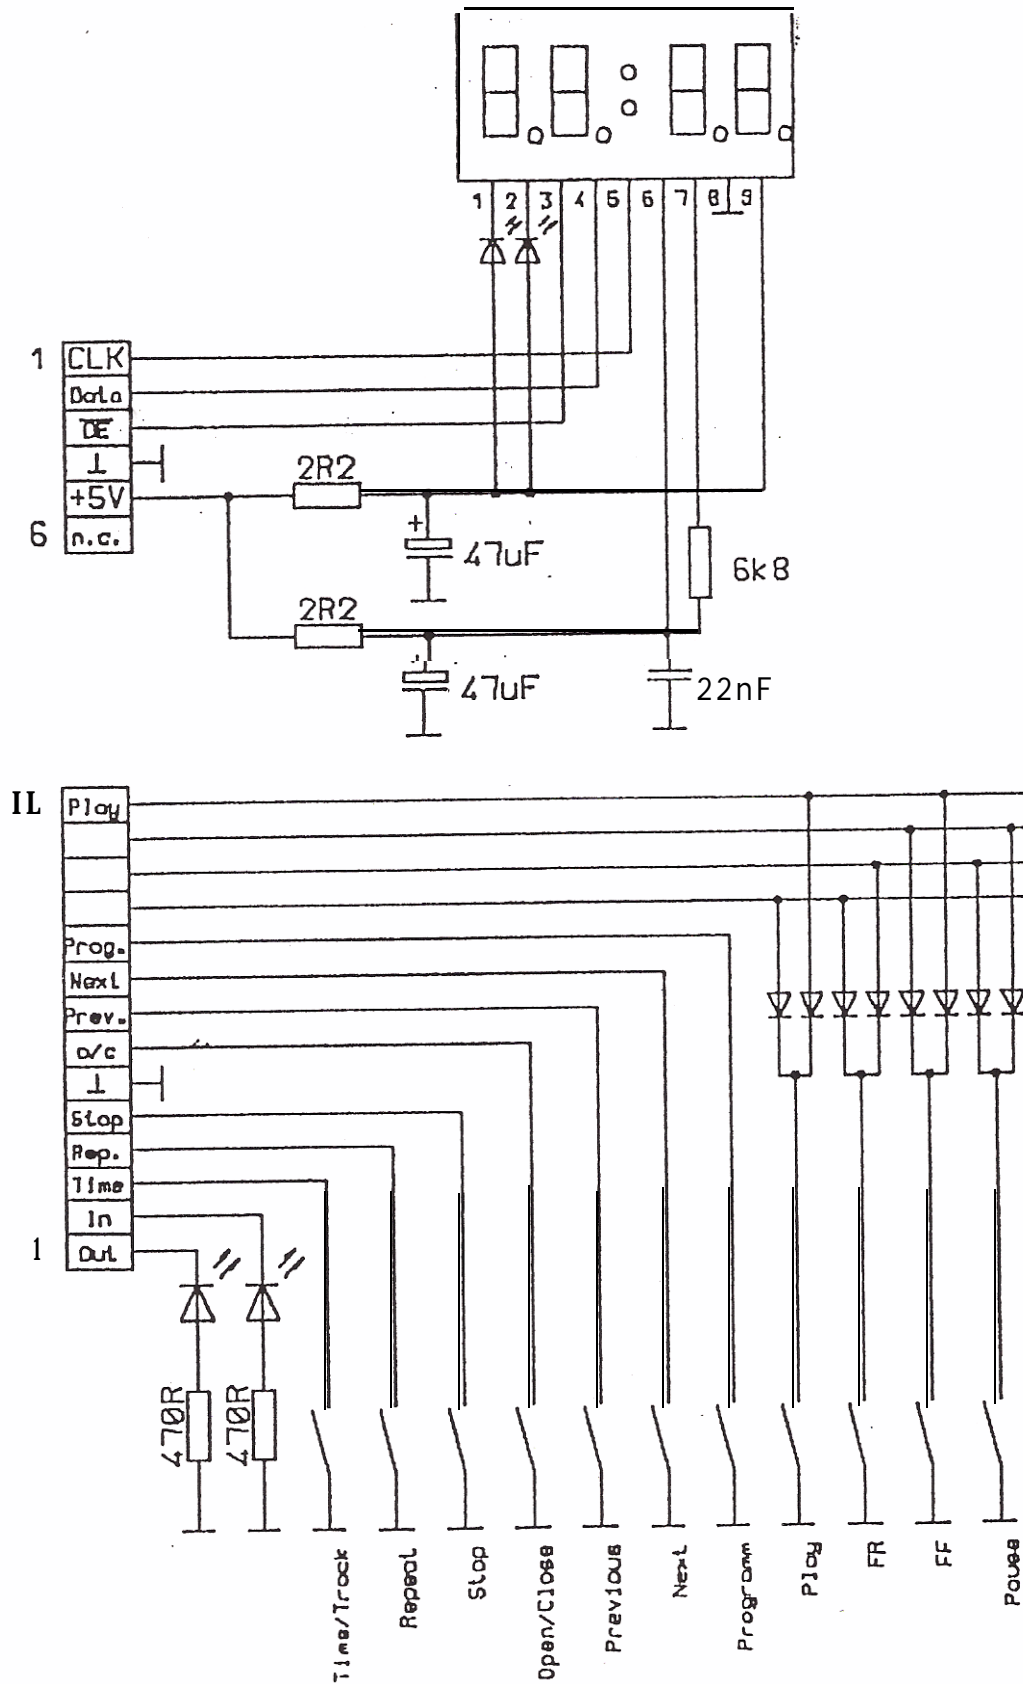 1 2 3 4 5 6 7 8 9
1 CLK
Data
OE
⊥
+5V
6 n.c.
2R2
+
47uF
6k8
2R2
47uF
22nF
IL Play
Prog.
Next
Prev.
O/C
⊥
Stop
Rep.
Time
In
1 Out
470R
470R
Time/Track
Repeat
Stop
Open/Close
Previous
Next
Programm
Play
FR
FF
Pause